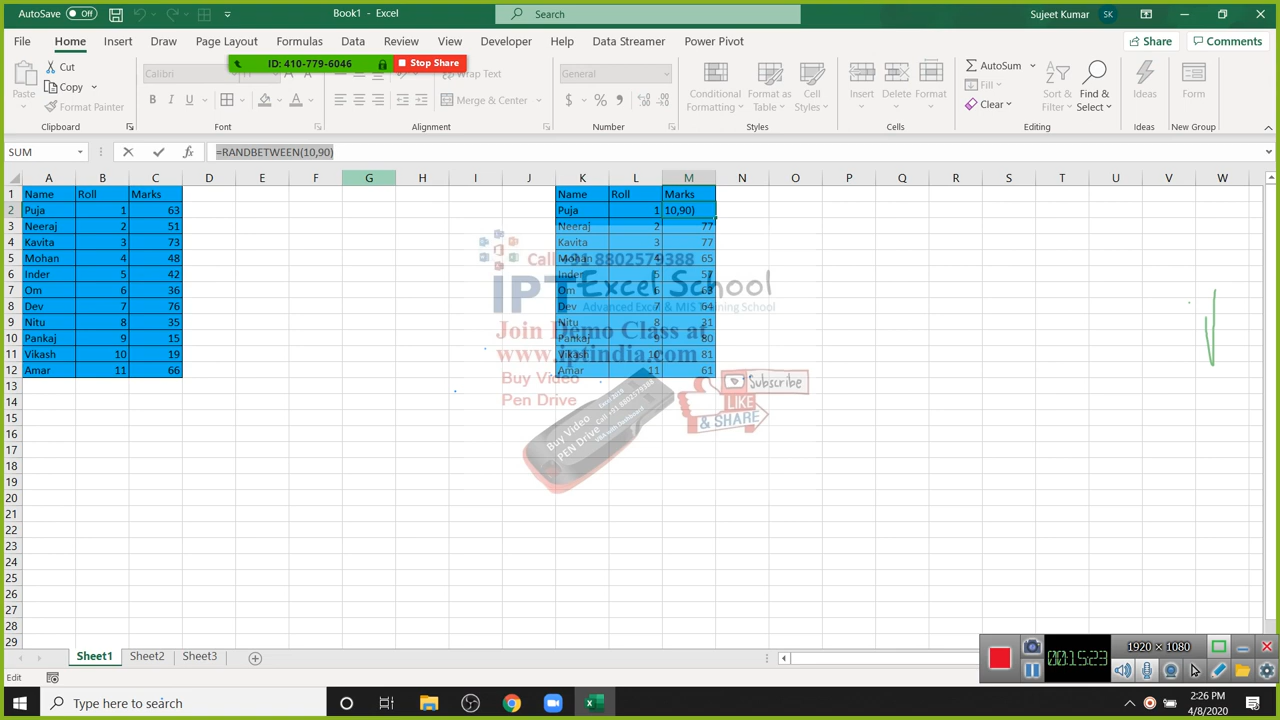 AutoSave Off Book1 - Excel Search Sujeet Kumar SK
File Home Insert Draw Page Layout Formulas Data Review View Developer Help Data Streamer Power Pivot Share Comments
ID: 410-779-6046 Stop Share
Cut Calibri A A Wrap Text General AutoSum
Copy Fill
Paste Format Painter B I U A Merge & Center $ % Conditional Formatting Format as Table Cell Styles Insert Delete Format Clear Sort & Filter Find & Select Ideas Form
Clipboard Font Alignment Number Styles Cells Editing Ideas New Group
SUM fx =RANDBETWEEN(10,90)
A B C D E F G H I J K L M N O P Q R S T U V W
1 Name Roll Marks Name Roll Marks
2 Puja 1 63 Puja 1 10,90)
3 Neeraj 2 51 Neeraj 2 77
4 Kavita 3 73 Kavita 3 77
5 Mohan 4 48 Mohan 4 65
6 Inder 5 42 Inder 5 57
7 Om 6 36 Om 6 63
8 Dev 7 76 Dev 7 64
9 Nitu 8 35 Nitu 8 31
10 Pankaj 9 15 Pankaj 9 80
11 Vikash 10 19 Vikash 10 81
12 Amar 11 66 Amar 11 61
13
14
15
16
17
18
19
20
21
22
23
24
25
26
27
28
29
Call +91 8802579388
iPT Excel School
Advanced Excel & MIS Training School
Join Demo Class at
www.iptindia.com
Buy Video
Pen Drive
Subscribe
LIKE
& SHARE
Buy Video
PEN Drive
Call +91 8802579388
Sheet1 Sheet2 Sheet3
1920 × 1080
00:15:23
Edit
Type here to search
2:26 PM
4/8/2020